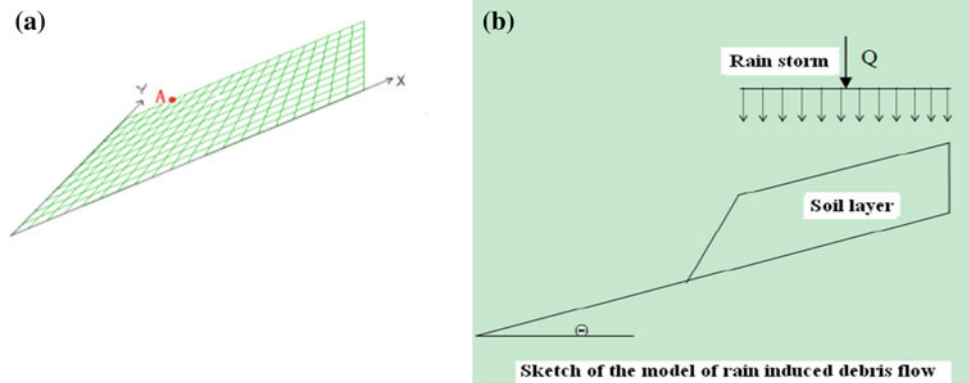 (a)
Y
A
X
(b)
Rain storm
Q
Soil layer
Θ
Sketch of the model of rain induced debris flow